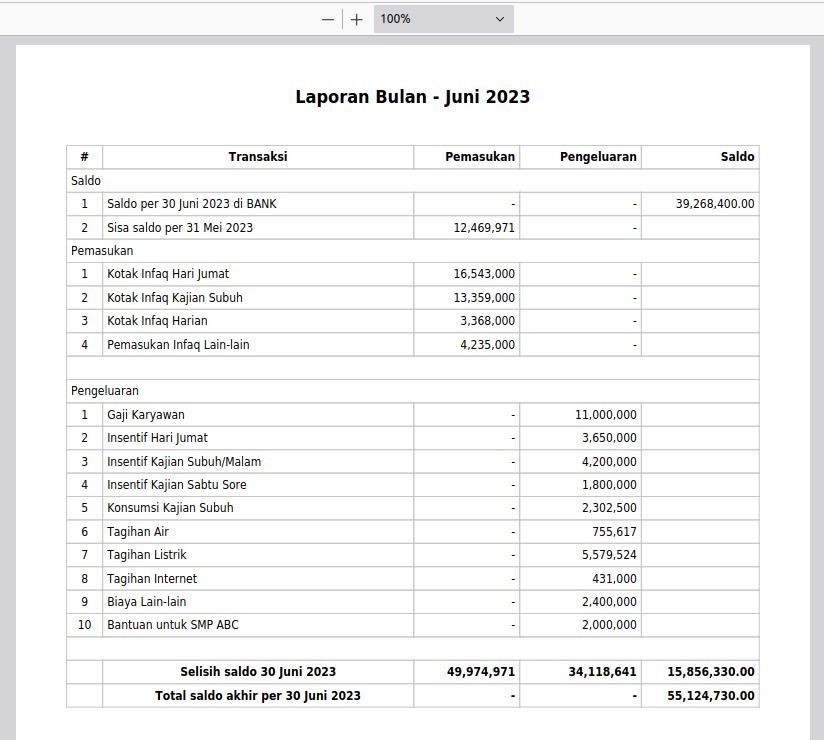 100%
Laporan Bulan - Juni 2023
# Transaksi Pemasukan Pengeluaran Saldo
Saldo
1 Saldo per 30 Juni 2023 di BANK - - 39,268,400.00
2 Sisa saldo per 31 Mei 2023 12,469,971 -
Pemasukan
1 Kotak Infaq Hari Jumat 16,543,000 -
2 Kotak Infaq Kajian Subuh 13,359,000 -
3 Kotak Infaq Harian 3,368,000 -
4 Pemasukan Infaq Lain-lain 4,235,000 -
Pengeluaran
1 Gaji Karyawan - 11,000,000
2 Insentif Hari Jumat - 3,650,000
3 Insentif Kajian Subuh/Malam - 4,200,000
4 Insentif Kajian Sabtu Sore - 1,800,000
5 Konsumsi Kajian Subuh - 2,302,500
6 Tagihan Air - 755,617
7 Tagihan Listrik - 5,579,524
8 Tagihan Internet - 431,000
9 Biaya Lain-lain - 2,400,000
10 Bantuan untuk SMP ABC - 2,000,000
Selisih saldo 30 Juni 2023 49,974,971 34,118,641 15,856,330.00
Total saldo akhir per 30 Juni 2023 - - 55,124,730.00